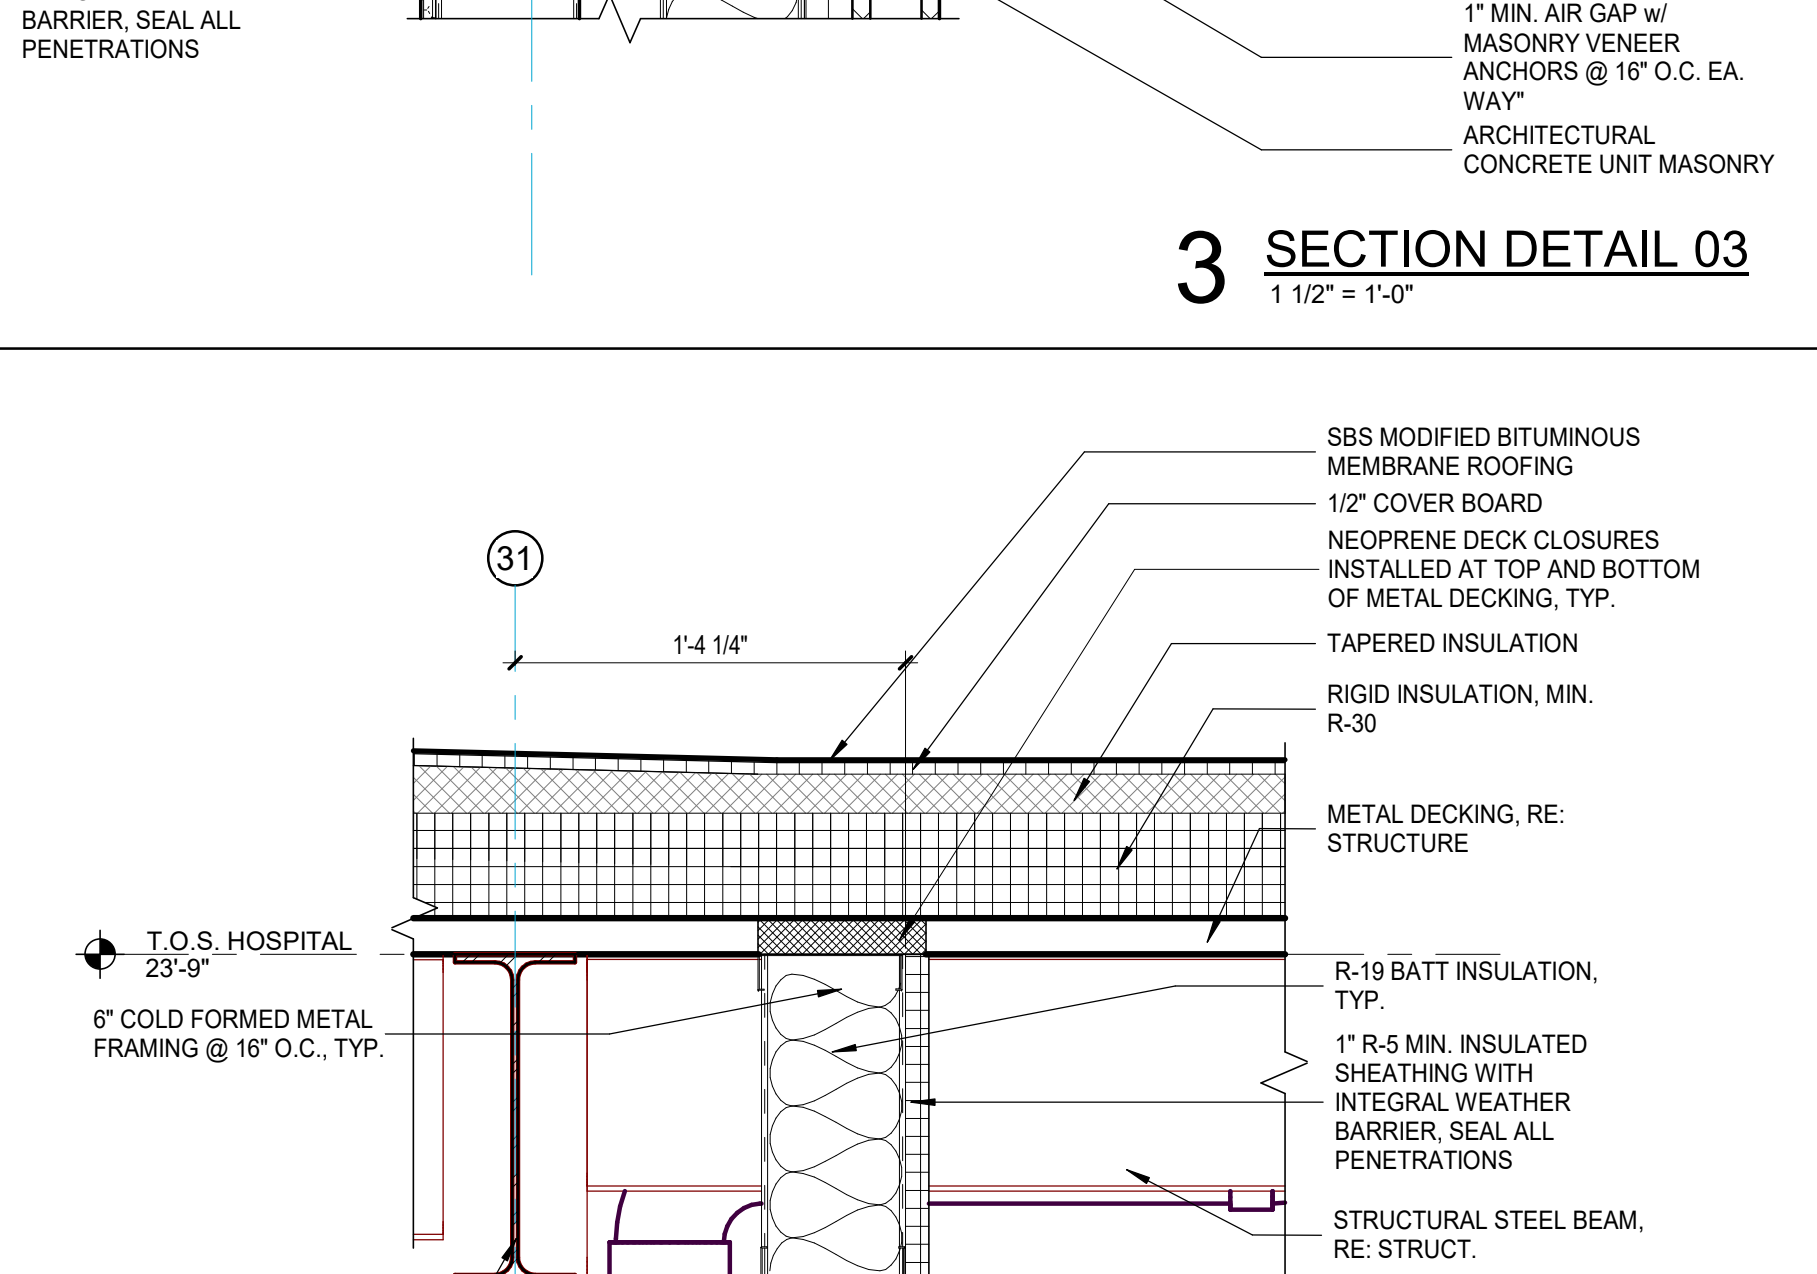 BARRIER, SEAL ALL
PENETRATIONS
1" MIN. AIR GAP w/
MASONRY VENEER
ANCHORS @ 16" O.C. EA.
WAY"
ARCHITECTURAL
CONCRETE UNIT MASONRY
3 SECTION DETAIL 03
1 1/2" = 1'-0"
SBS MODIFIED BITUMINOUS
MEMBRANE ROOFING
1/2" COVER BOARD
NEOPRENE DECK CLOSURES
INSTALLED AT TOP AND BOTTOM
OF METAL DECKING, TYP.
31
1'-4 1/4"
TAPERED INSULATION
RIGID INSULATION, MIN.
R-30
METAL DECKING, RE:
STRUCTURE
T.O.S. HOSPITAL
23'-9"
6" COLD FORMED METAL
FRAMING @ 16" O.C., TYP.
R-19 BATT INSULATION,
TYP.
1" R-5 MIN. INSULATED
SHEATHING WITH
INTEGRAL WEATHER
BARRIER, SEAL ALL
PENETRATIONS
STRUCTURAL STEEL BEAM,
RE: STRUCT.